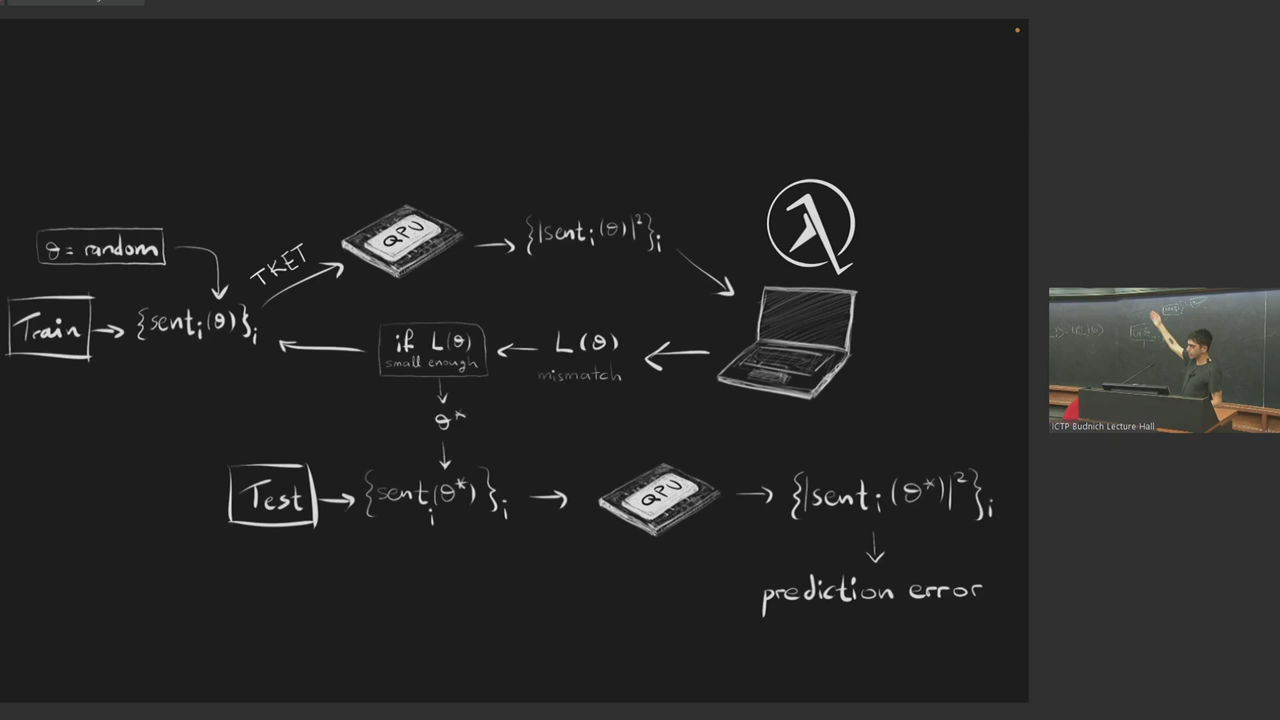 θ = random
TKET
QPU
{|sentᵢ(θ)|²}ᵢ
Train
{sentᵢ(θ)}ᵢ
if L(θ)
small enough
L(θ)
mismatch
θ*
Test
{sentᵢ(θ*)}ᵢ
QPU
{|sentᵢ(θ*)|²}ᵢ
prediction error
ICTP Budnich Lecture Hall